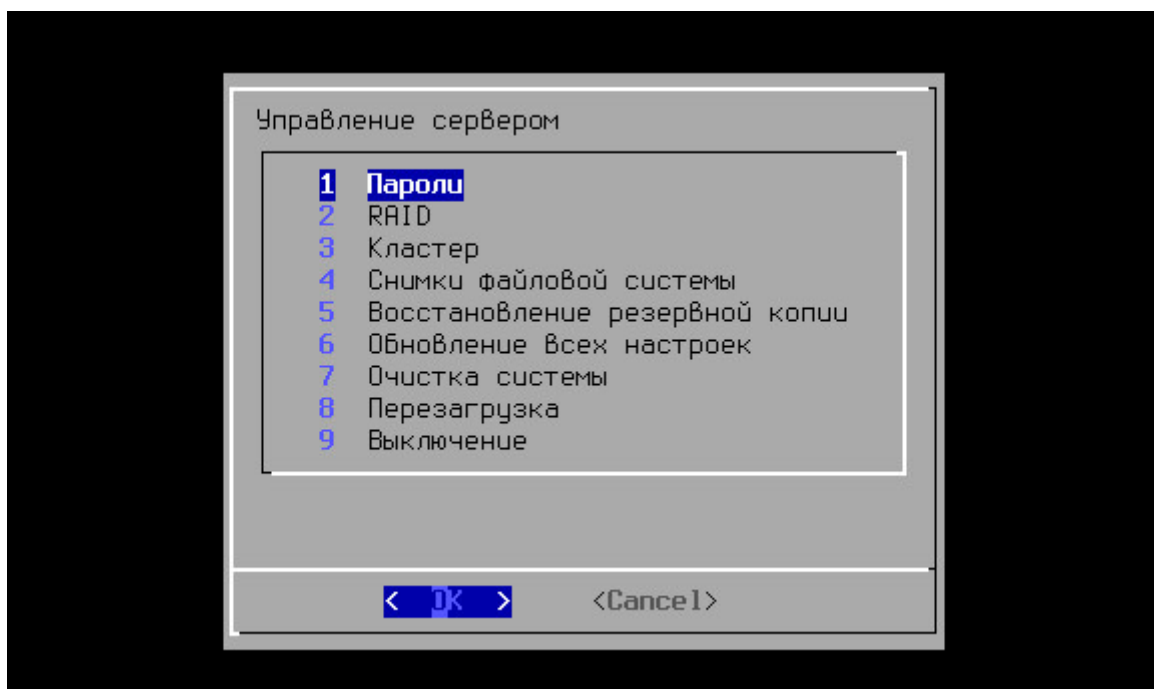 Управление сервером
1 Пароли
2 RAID
3 Кластер
4 Снимки файловой системы
5 Восстановление резервной копии
6 Обновление всех настроек
7 Очистка системы
8 Перезагрузка
9 Выключение
< OK > <Cancel>